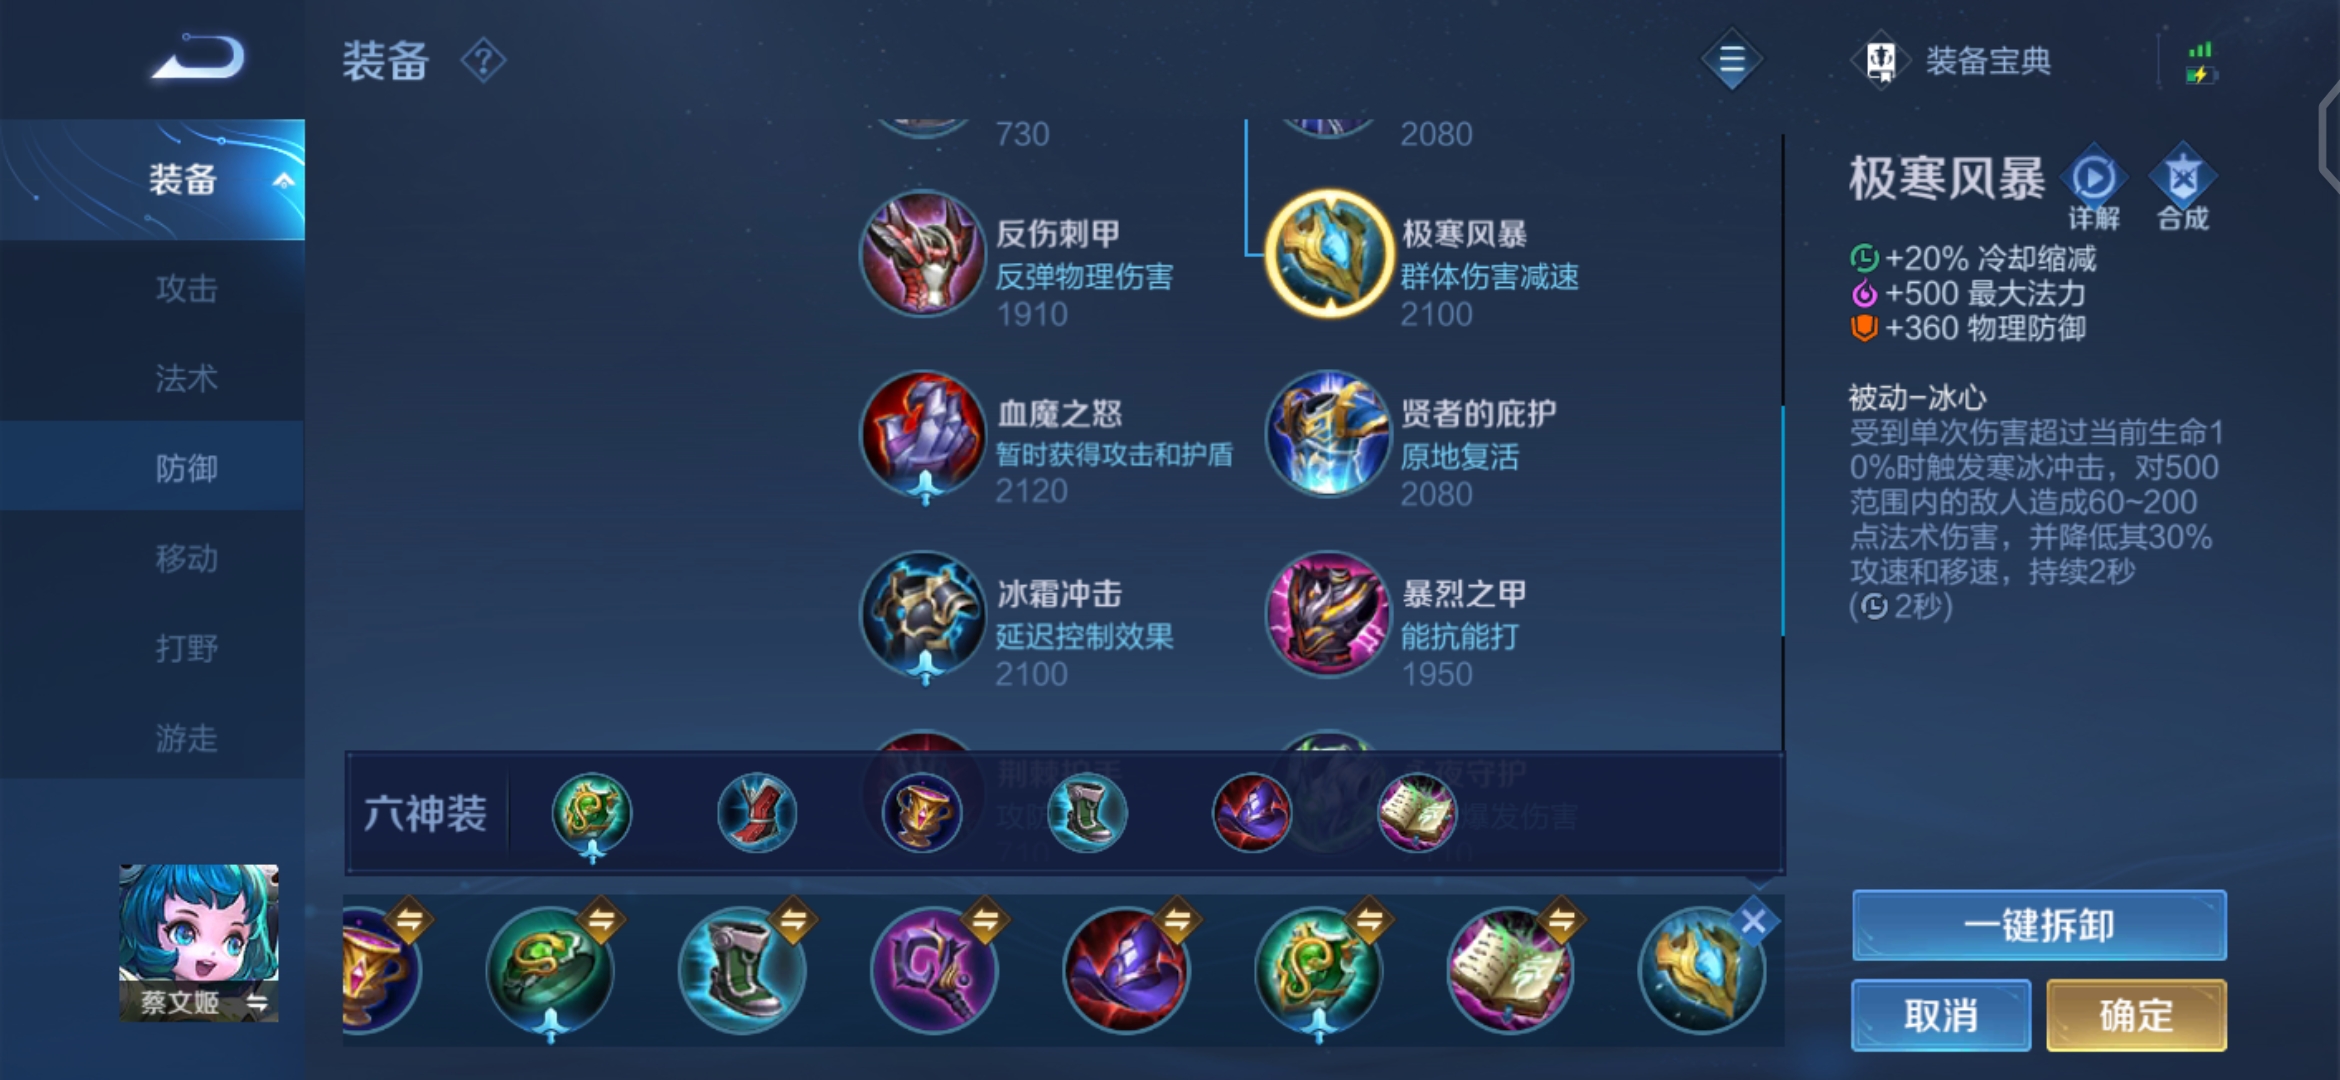 装备
装备宝典
装备
攻击
法术
防御
移动
打野
游走
蔡文姬
730
2080
反伤刺甲
反弹物理伤害
1910
极寒风暴
群体伤害减速
2100
血魔之怒
暂时获得攻击和护盾
2120
贤者的庇护
原地复活
2080
冰霜冲击
延迟控制效果
2100
暴烈之甲
能抗能打
1950
六神装
极寒风暴
详解
合成
+20% 冷却缩减
+500 最大法力
+360 物理防御
被动-冰心
受到单次伤害超过当前生命1
0%时触发寒冰冲击，对500
范围内的敌人造成60~200
点法术伤害，并降低其30%
攻速和移速，持续2秒
(2秒)
一键拆卸
取消
确定